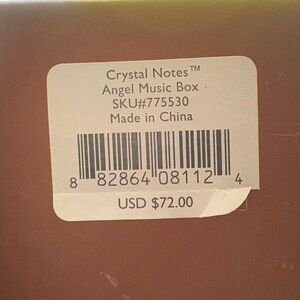 Crystal Notes™
Angel Music Box
SKU#775530
Made in China
8 82864 08112 4
USD $72.00